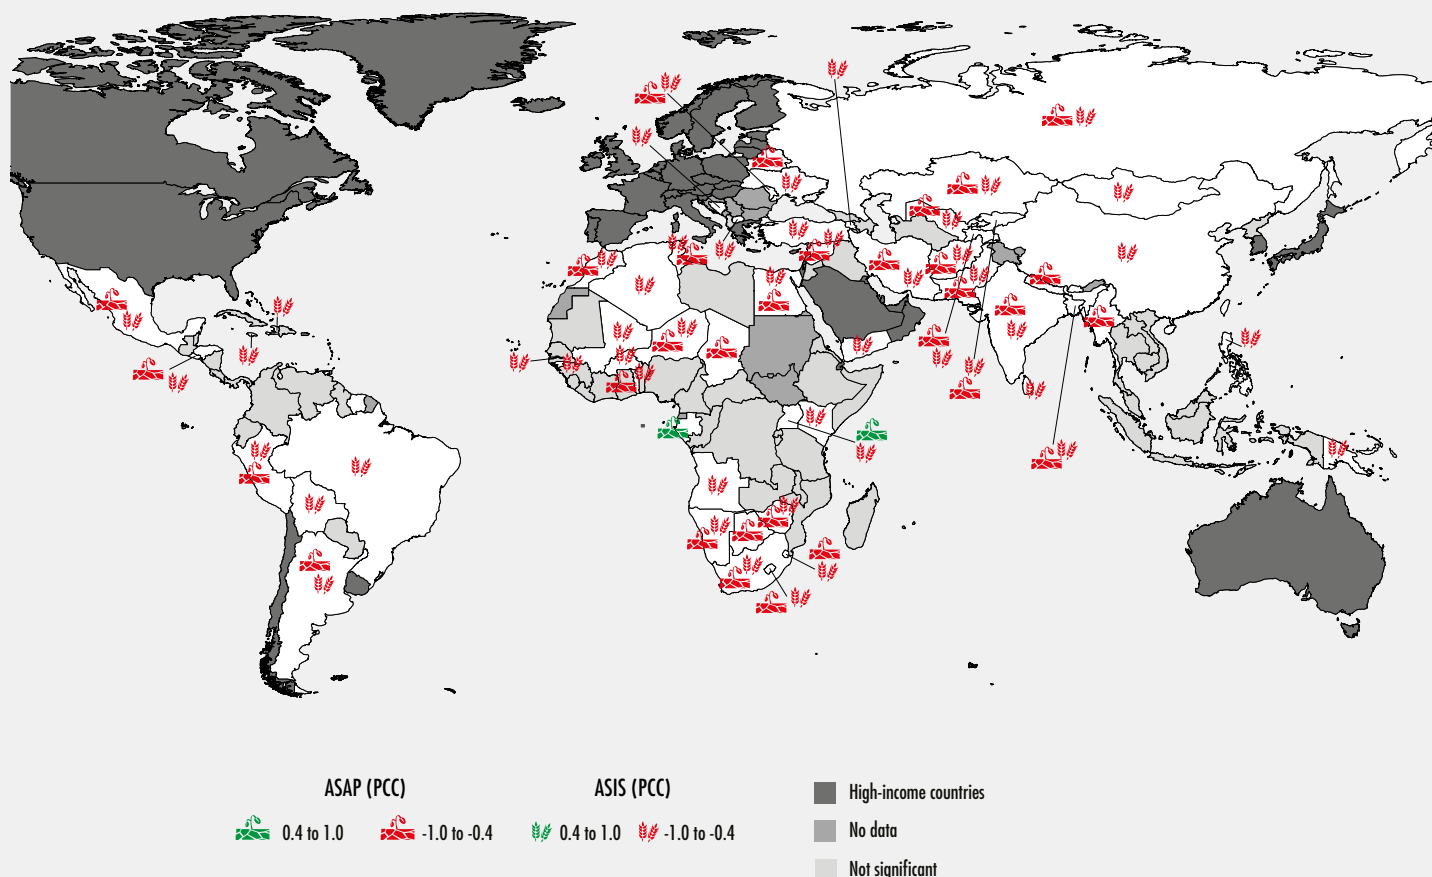 ASAP (PCC)
0.4 to 1.0
-1.0 to -0.4
ASIS (PCC)
0.4 to 1.0
-1.0 to -0.4
High-income countries
No data
Not significant